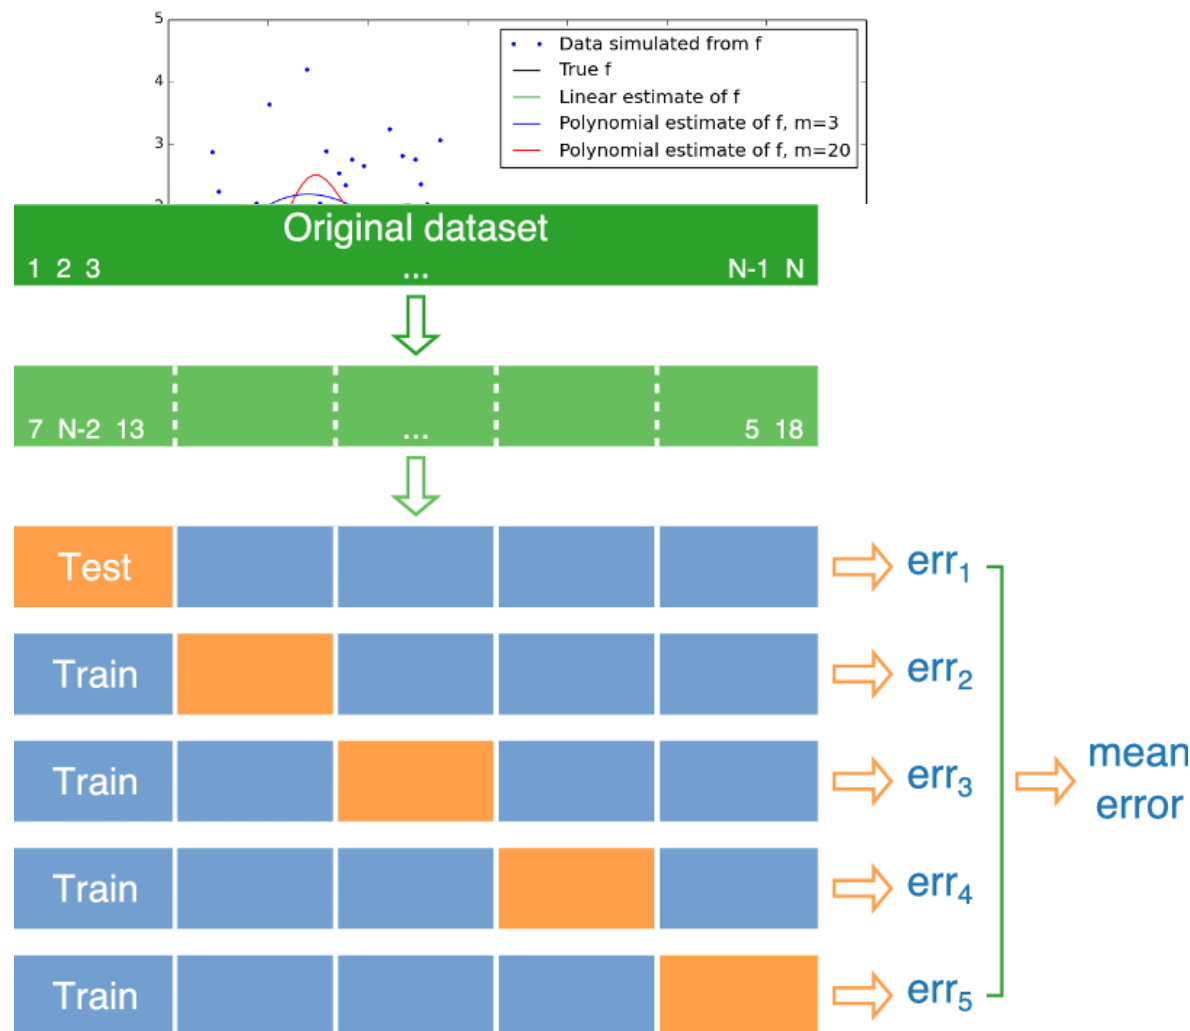 5
4
3
Data simulated from f
True f
Linear estimate of f
Polynomial estimate of f, m=3
Polynomial estimate of f, m=20
Original dataset
1 2 3 ... N-1 N
7 N-2 13 ... 5 18
Test
err1
Train
err2
Train
err3
mean
error
Train
err4
Train
err5